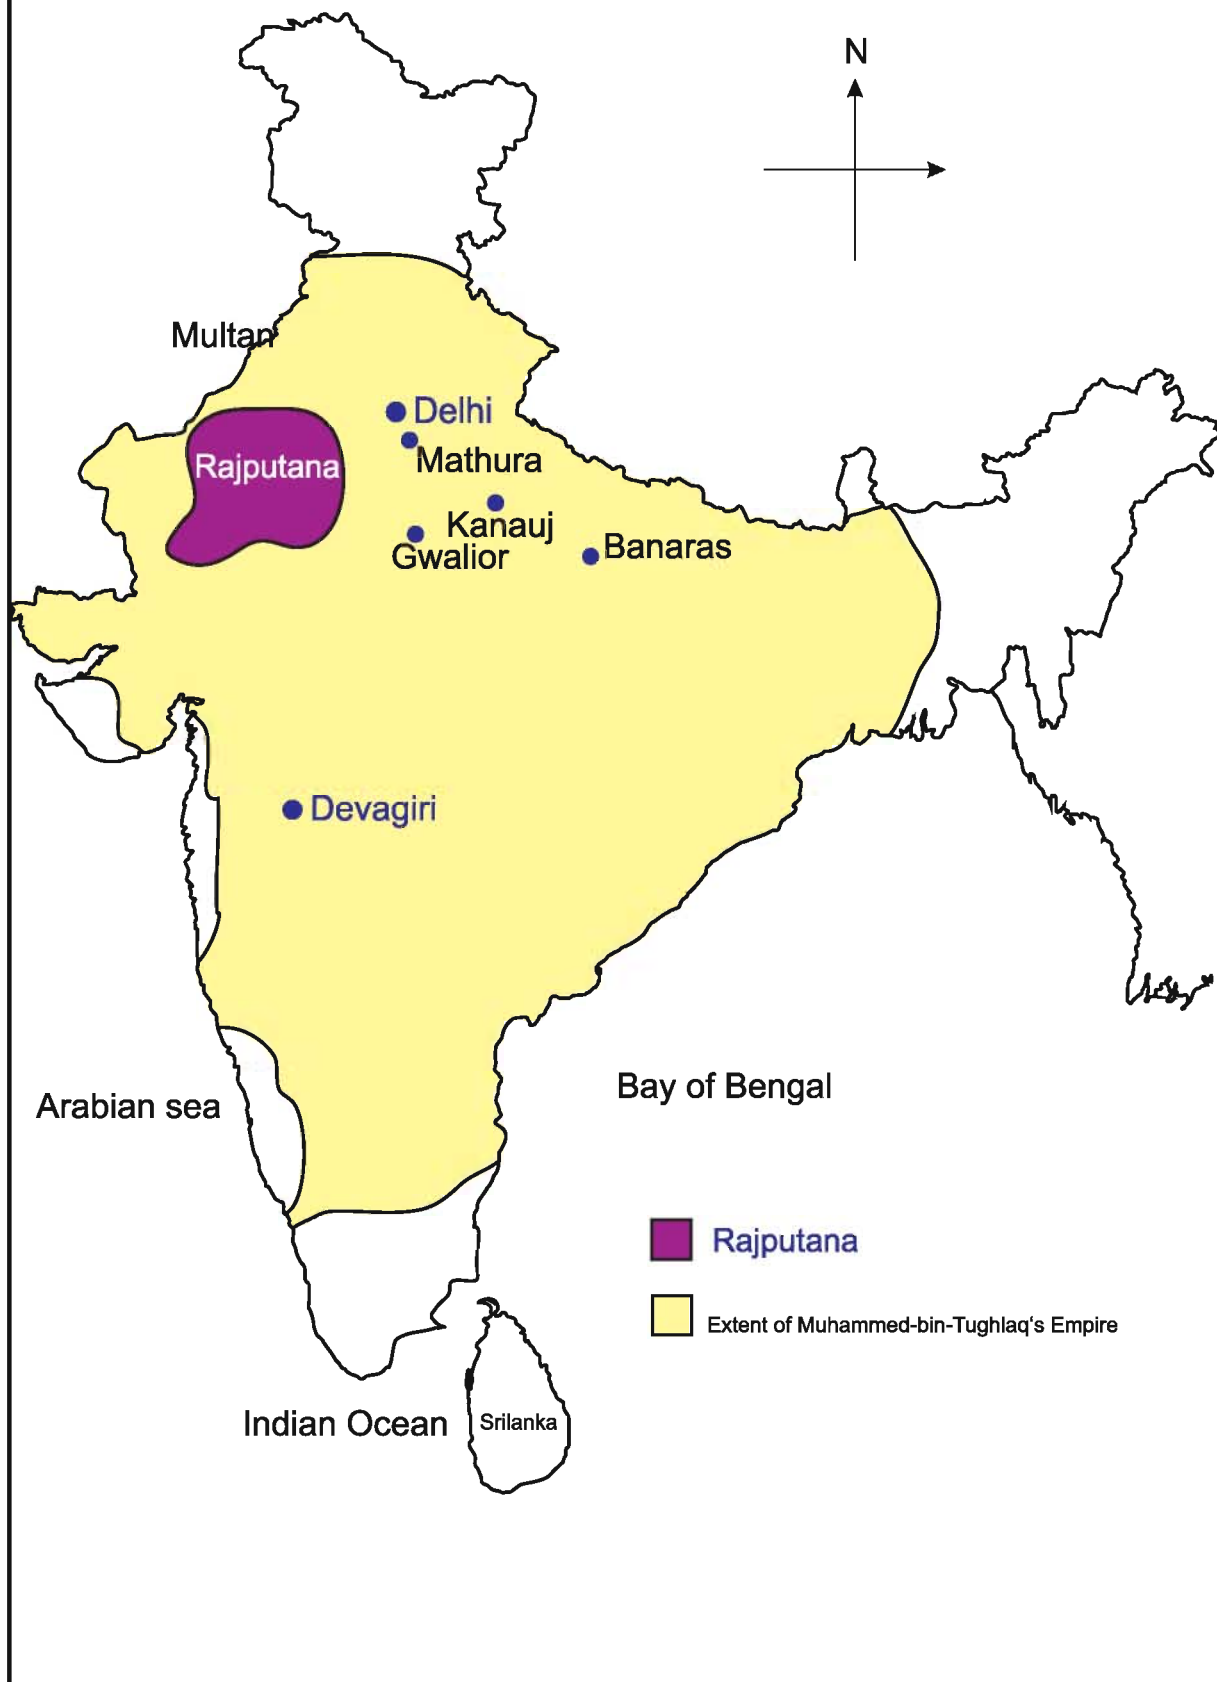 N
Multan
Delhi
Mathura
Rajputana
Kanauj
Gwalior
Banaras
Devagiri
Bay of Bengal
Arabian sea
Rajputana
Extent of Muhammed-bin-Tughlaq‘s Empire
Indian Ocean
Srilanka